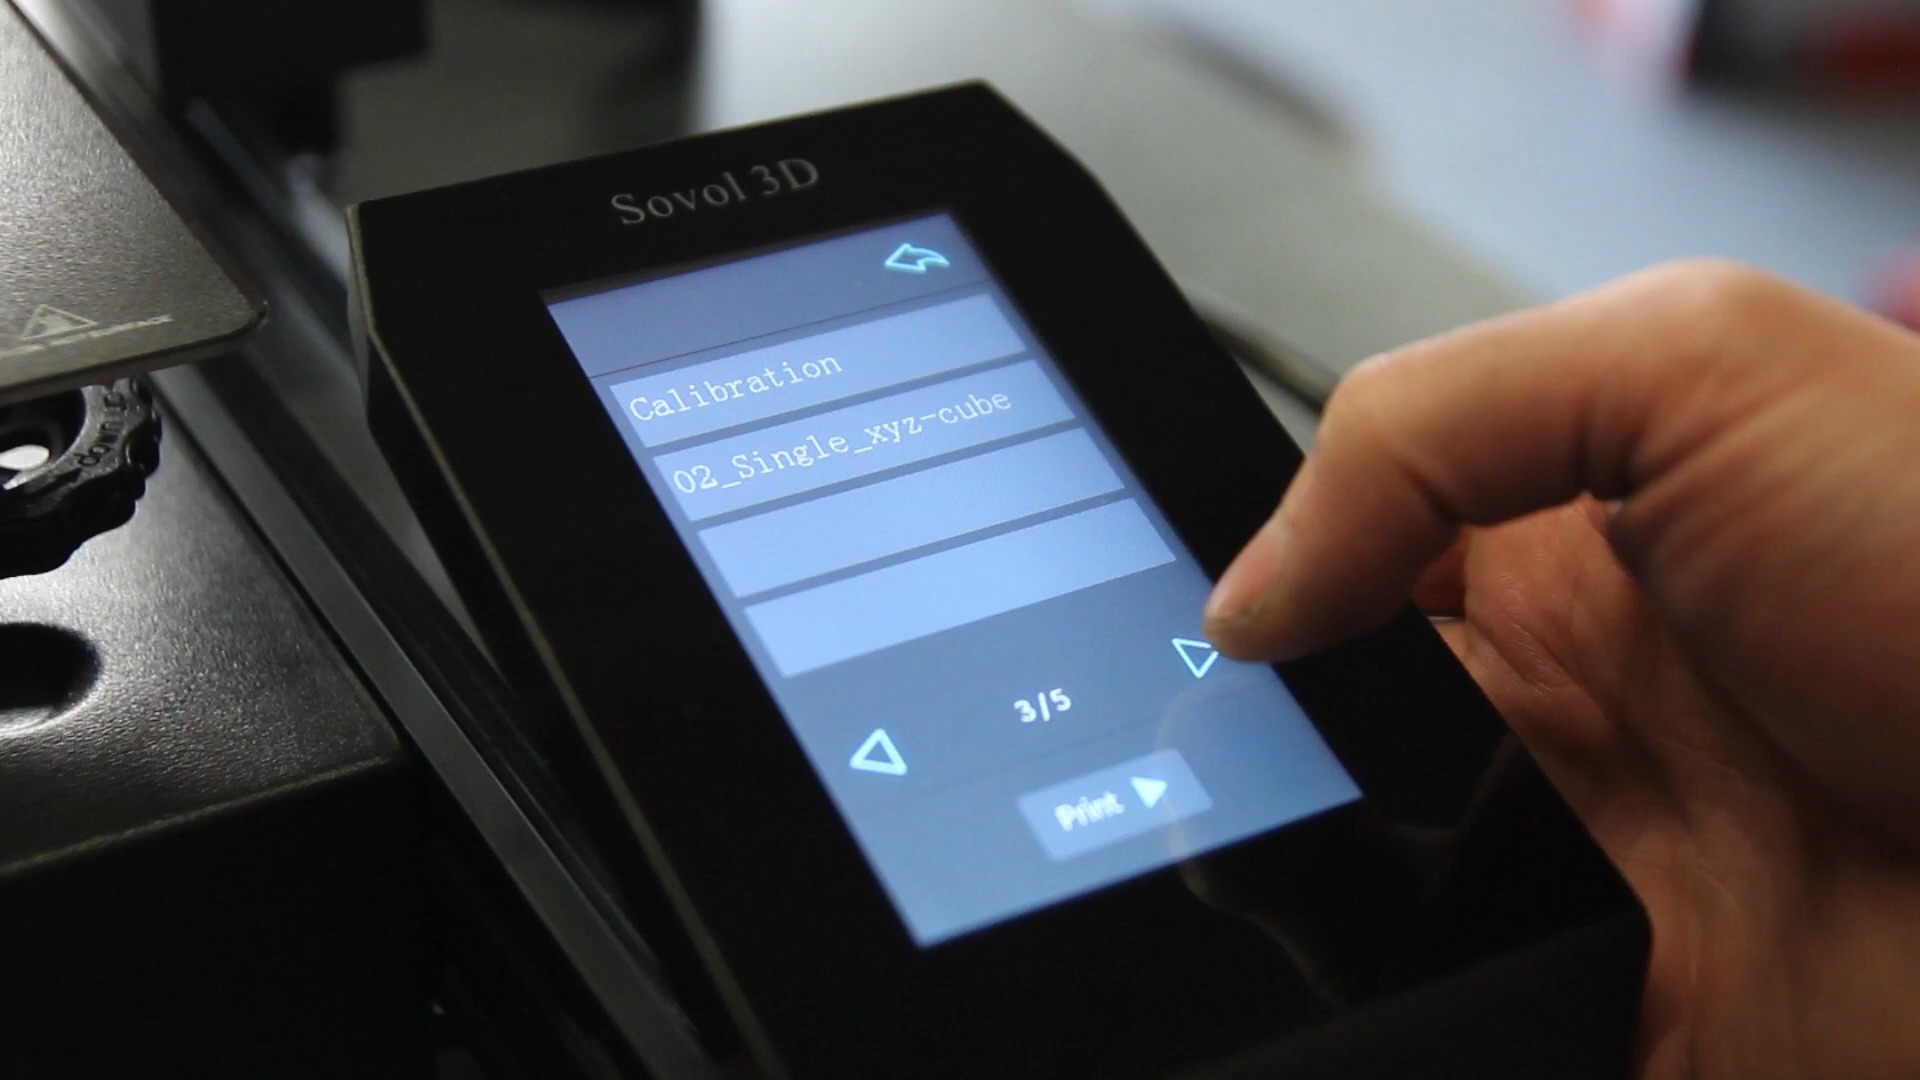 Sovol 3D
Calibration
02_Single_xyz-cube
3/5
Print